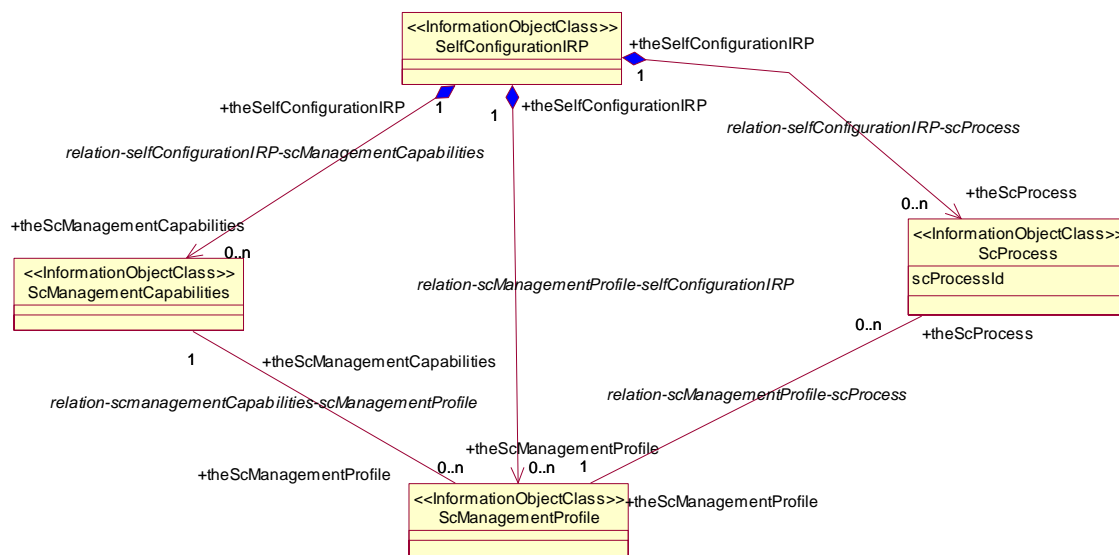 <<InformationObjectClass>>
SelfConfigurationIRP
+theSelfConfigurationIRP
1
+theSelfConfigurationIRP
1
+theSelfConfigurationIRP
1
relation-selfConfigurationIRP-scProcess
relation-selfConfigurationIRP-scManagementCapabilities
+theScProcess
0..n
+theScManagementCapabilities
0..n
<<InformationObjectClass>>
ScProcess
scProcessId
<<InformationObjectClass>>
ScManagementCapabilities
relation-scManagementProfile-selfConfigurationIRP
0..n
+theScProcess
1
+theScManagementCapabilities
relation-scmanagementCapabilities-scManagementProfile
relation-scManagementProfile-scProcess
+theScManagementProfile
0..n
0..n
1
+theScManagementProfile
<<InformationObjectClass>>
ScManagementProfile
+theScManagementProfile